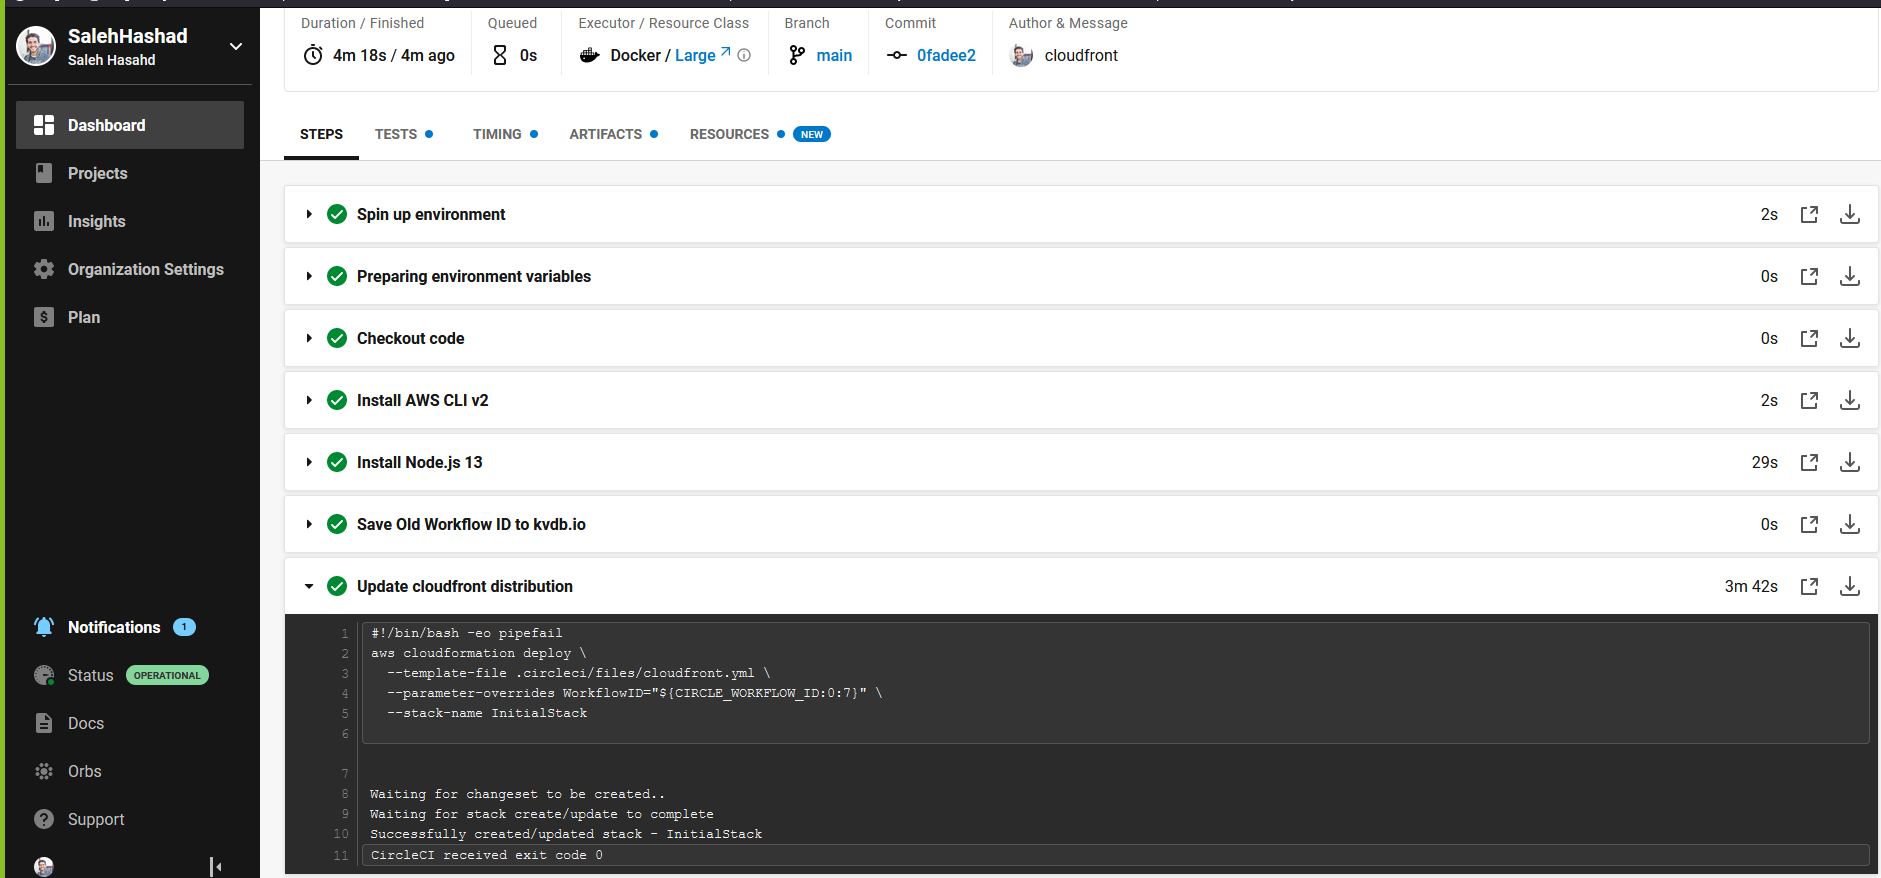 SalehHashad
Saleh Hasahd
Dashboard
Projects
Insights
Organization Settings
Plan
Notifications 1
Status OPERATIONAL
Docs
Orbs
Support
Duration / Finished Queued Executor / Resource Class Branch Commit Author & Message
4m 18s / 4m ago 0s Docker / Large main 0fadee2 cloudfront
STEPS TESTS TIMING ARTIFACTS RESOURCES NEW
Spin up environment 2s
Preparing environment variables 0s
Checkout code 0s
Install AWS CLI v2 2s
Install Node.js 13 29s
Save Old Workflow ID to kvdb.io 0s
Update cloudfront distribution 3m 42s
1 #!/bin/bash -eo pipefail
2 aws cloudformation deploy \
3 --template-file .circleci/files/cloudfront.yml \
4 --parameter-overrides WorkflowID="${CIRCLE_WORKFLOW_ID:0:7}" \
5 --stack-name InitialStack
6
7
8 Waiting for changeset to be created..
9 Waiting for stack create/update to complete
10 Successfully created/updated stack - InitialStack
11 CircleCI received exit code 0